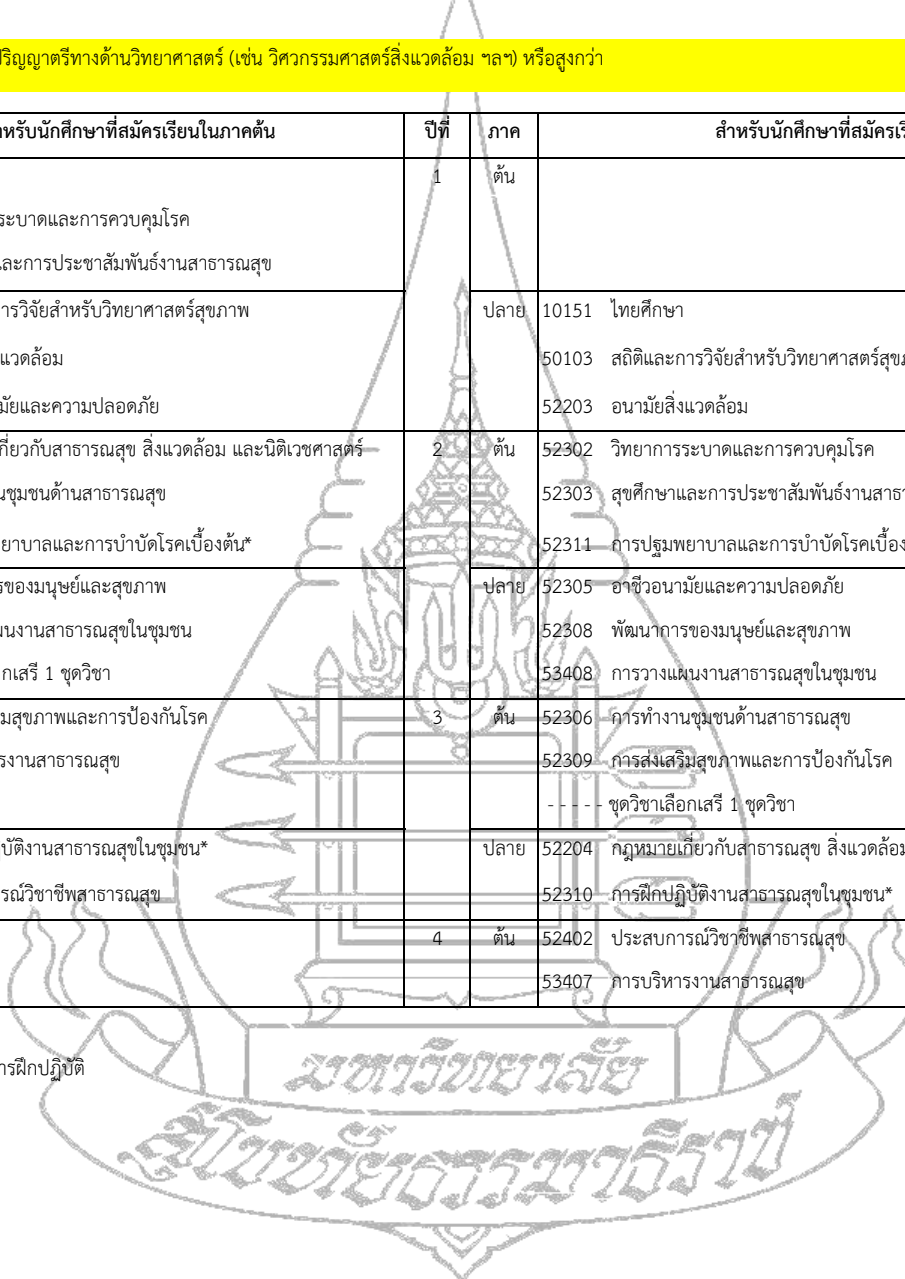 ปริญญาตรีทางด้านวิทยาศาสตร์ (เช่น วิศวกรรมศาสตร์สิ่งแวดล้อม ฯลฯ) หรือสูงกว่า
หรับนักศึกษาที่สมัครเรียนในภาคต้น ปีที่ ภาค สำหรับนักศึกษาที่สมัครเรี
1 ต้น
ระบาดและการควบคุมโรค
และการประชาสัมพันธ์งานสาธารณสุข
ารวิจัยสำหรับวิทยาศาสตร์สุขภาพ ปลาย 10151 ไทยศึกษา
แวดล้อม 50103 สถิติและการวิจัยสำหรับวิทยาศาสตร์สุขภ
มัยและความปลอดภัย 52203 อนามัยสิ่งแวดล้อม
กี่ยวกับสาธารณสุข สิ่งแวดล้อม และนิติเวชศาสตร์ 2 ต้น 52302 วิทยาการระบาดและการควบคุมโรค
นชุมชนด้านสาธารณสุข 52303 สุขศึกษาและการประชาสัมพันธ์งานสาธา
ยาบาลและการบำบัดโรคเบื้องต้น* 52311 การปฐมพยาบาลและการบำบัดโรคเบื้อง
รของมนุษย์และสุขภาพ ปลาย 52305 อาชีวอนามัยและความปลอดภัย
ผนงานสาธารณสุขในชุมชน 52308 พัฒนาการของมนุษย์และสุขภาพ
กเสรี 1 ชุดวิชา 53408 การวางแผนงานสาธารณสุขในชุมชน
มสุขภาพและการป้องกันโรค 3 ต้น 52306 การทำงานชุมชนด้านสาธารณสุข
รงานสาธารณสุข 52309 การส่งเสริมสุขภาพและการป้องกันโรค
- - - - - ชุดวิชาเลือกเสรี 1 ชุดวิชา
บัติงานสาธารณสุขในชุมชน* ปลาย 52204 กฎหมายเกี่ยวกับสาธารณสุข สิ่งแวดล้อม
รณ์วิชาชีพสาธารณสุข 52310 การฝึกปฏิบัติงานสาธารณสุขในชุมชน*
4 ต้น 52402 ประสบการณ์วิชาชีพสาธารณสุข
53407 การบริหารงานสาธารณสุข
ารฝึกปฏิบัติ
มหาวิทยาลัย
สุโขทัยธรรมาธิราช